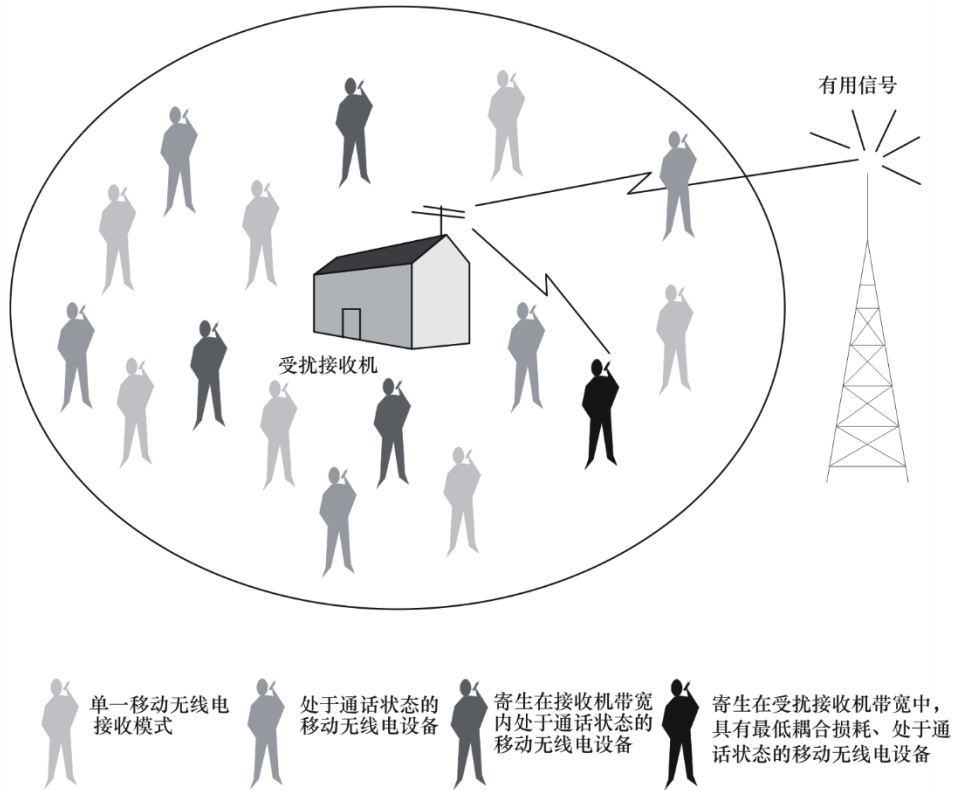 有用信号
受扰接收机
单一移动无线电
接收模式
处于通话状态的
移动无线电设备
寄生在接收机带宽
内处于通话状态的
移动无线电设备
寄生在受扰接收机带宽中，
具有最低耦合损耗、处于通
话状态的移动无线电设备